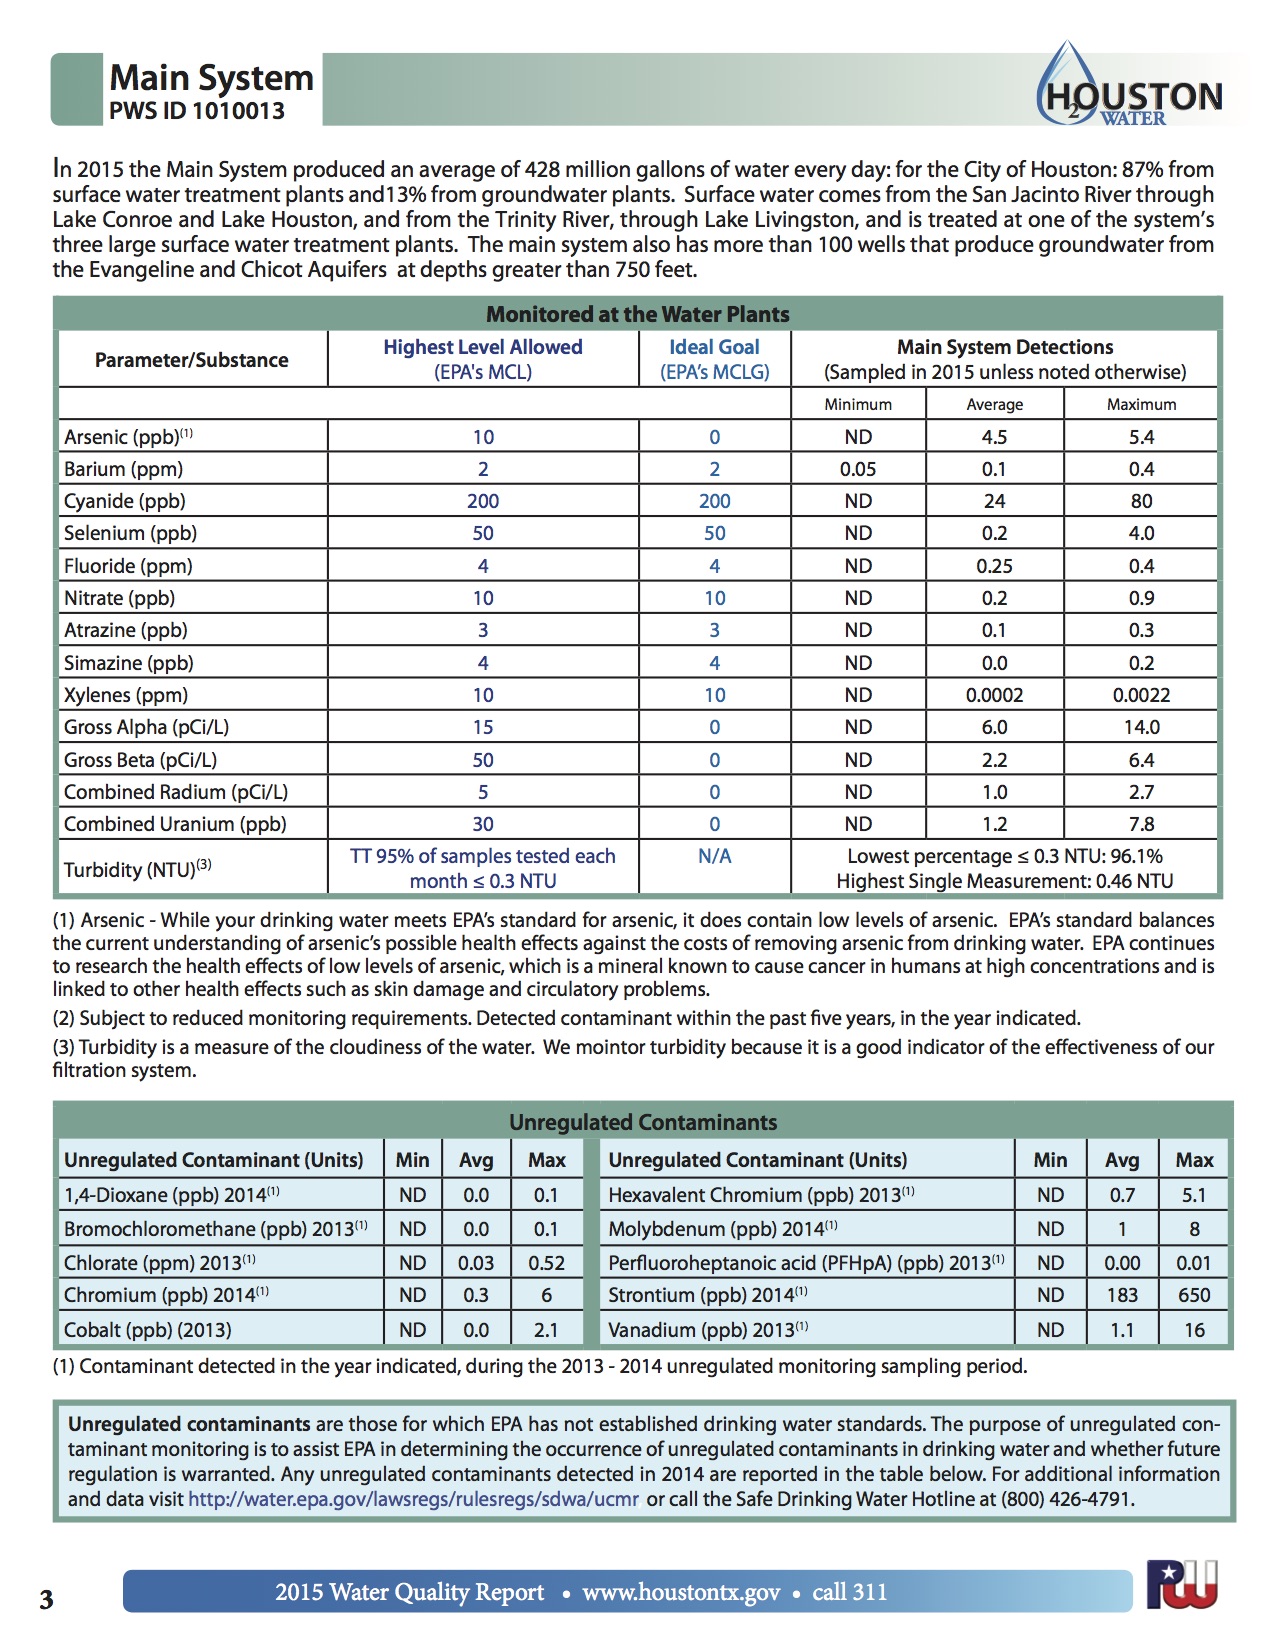 Main System
PWS ID 1010013
H2OUSTON
WATER
In 2015 the Main System produced an average of 428 million gallons of water every day: for the City of Houston: 87% from
surface water treatment plants and13% from groundwater plants.  Surface water comes from the San Jacinto River through
Lake Conroe and Lake Houston, and from the Trinity River, through Lake Livingston, and is treated at one of the system's
three large surface water treatment plants.  The main system also has more than 100 wells that produce groundwater from
the Evangeline and Chicot Aquifers  at depths greater than 750 feet.
Monitored at the Water Plants
Parameter/Substance Highest Level Allowed (EPA's MCL) Ideal Goal (EPA's MCLG) Main System Detections (Sampled in 2015 unless noted otherwise)
Minimum Average Maximum
Arsenic (ppb)(1) 10 0 ND 4.5 5.4
Barium (ppm) 2 2 0.05 0.1 0.4
Cyanide (ppb) 200 200 ND 24 80
Selenium (ppb) 50 50 ND 0.2 4.0
Fluoride (ppm) 4 4 ND 0.25 0.4
Nitrate (ppb) 10 10 ND 0.2 0.9
Atrazine (ppb) 3 3 ND 0.1 0.3
Simazine (ppb) 4 4 ND 0.0 0.2
Xylenes (ppm) 10 10 ND 0.0002 0.0022
Gross Alpha (pCi/L) 15 0 ND 6.0 14.0
Gross Beta (pCi/L) 50 0 ND 2.2 6.4
Combined Radium (pCi/L) 5 0 ND 1.0 2.7
Combined Uranium (ppb) 30 0 ND 1.2 7.8
Turbidity (NTU)(3) TT 95% of samples tested each month ≤ 0.3 NTU N/A Lowest percentage ≤ 0.3 NTU: 96.1%
Highest Single Measurement: 0.46 NTU
(1) Arsenic - While your drinking water meets EPA's standard for arsenic, it does contain low levels of arsenic.  EPA's standard balances
the current understanding of arsenic's possible health effects against the costs of removing arsenic from drinking water.  EPA continues
to research the health effects of low levels of arsenic, which is a mineral known to cause cancer in humans at high concentrations and is
linked to other health effects such as skin damage and circulatory problems.
(2) Subject to reduced monitoring requirements. Detected contaminant within the past five years, in the year indicated.
(3) Turbidity is a measure of the cloudiness of the water.  We mointor turbidity because it is a good indicator of the effectiveness of our
filtration system.
Unregulated Contaminants
Unregulated Contaminant (Units) Min Avg Max Unregulated Contaminant (Units) Min Avg Max
1,4-Dioxane (ppb) 2014(1) ND 0.0 0.1 Hexavalent Chromium (ppb) 2013(1) ND 0.7 5.1
Bromochloromethane (ppb) 2013(1) ND 0.0 0.1 Molybdenum (ppb) 2014(1) ND 1 8
Chlorate (ppm) 2013(1) ND 0.03 0.52 Perfluoroheptanoic acid (PFHpA) (ppb) 2013(1) ND 0.00 0.01
Chromium (ppb) 2014(1) ND 0.3 6 Strontium (ppb) 2014(1) ND 183 650
Cobalt (ppb) (2013) ND 0.0 2.1 Vanadium (ppb) 2013(1) ND 1.1 16
(1) Contaminant detected in the year indicated, during the 2013 - 2014 unregulated monitoring sampling period.
Unregulated contaminants are those for which EPA has not established drinking water standards. The purpose of unregulated con-
taminant monitoring is to assist EPA in determining the occurrence of unregulated contaminants in drinking water and whether future
regulation is warranted. Any unregulated contaminants detected in 2014 are reported in the table below. For additional information
and data visit http://water.epa.gov/lawsregs/rulesregs/sdwa/ucmr or call the Safe Drinking Water Hotline at (800) 426-4791.
3
2015 Water Quality Report • www.houstontx.gov • call 311
PW